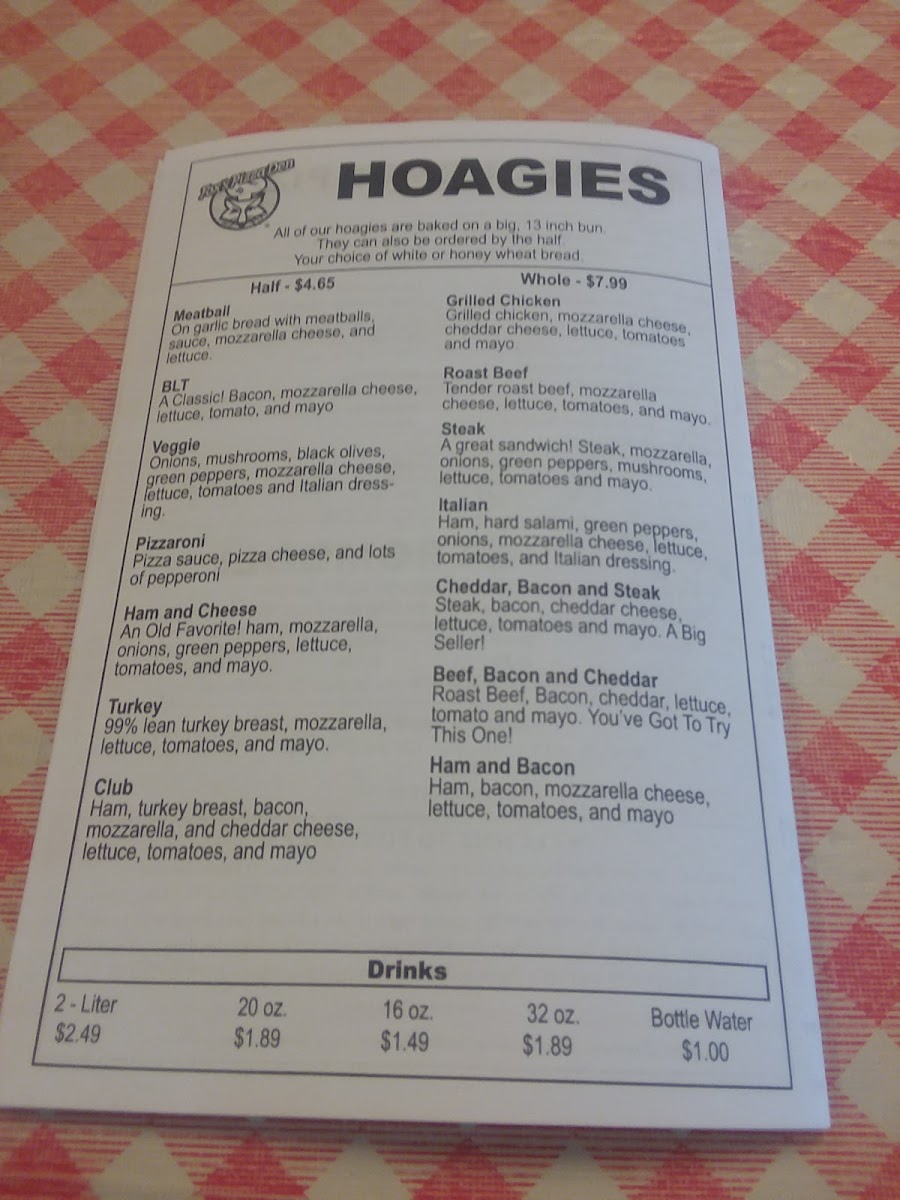 Pizza Den
HOAGIES
All of our hoagies are baked on a big, 13 inch bun.
They can also be ordered by the half.
Your choice of white or honey wheat bread.
Half - $4.65
Whole - $7.99
Meatball
On garlic bread with meatballs,
sauce, mozzarella cheese, and
lettuce.
BLT
A Classic! Bacon, mozzarella cheese,
lettuce, tomato, and mayo
Veggie
Onions, mushrooms, black olives,
green peppers, mozzarella cheese,
lettuce, tomatoes and Italian dress-
ing.
Pizzaroni
Pizza sauce, pizza cheese, and lots
of pepperoni
Ham and Cheese
An Old Favorite! ham, mozzarella,
onions, green peppers, lettuce,
tomatoes, and mayo.
Turkey
99% lean turkey breast, mozzarella,
lettuce, tomatoes, and mayo.
Club
Ham, turkey breast, bacon,
mozzarella, and cheddar cheese,
lettuce, tomatoes, and mayo
Grilled Chicken
Grilled chicken, mozzarella cheese,
cheddar cheese, lettuce, tomatoes
and mayo
Roast Beef
Tender roast beef, mozzarella
cheese, lettuce, tomatoes, and mayo.
Steak
A great sandwich! Steak, mozzarella,
onions, green peppers, mushrooms,
lettuce, tomatoes and mayo.
Italian
Ham, hard salami, green peppers,
onions, mozzarella cheese, lettuce,
tomatoes, and Italian dressing.
Cheddar, Bacon and Steak
Steak, bacon, cheddar cheese,
lettuce, tomatoes and mayo. A Big
Seller!
Beef, Bacon and Cheddar
Roast Beef, Bacon, cheddar, lettuce,
tomato and mayo. You've Got To Try
This One!
Ham and Bacon
Ham, bacon, mozzarella cheese,
lettuce, tomatoes, and mayo
Drinks
2 - Liter
20 oz.
16 oz.
32 oz.
Bottle Water
$2.49
$1.89
$1.49
$1.89
$1.00